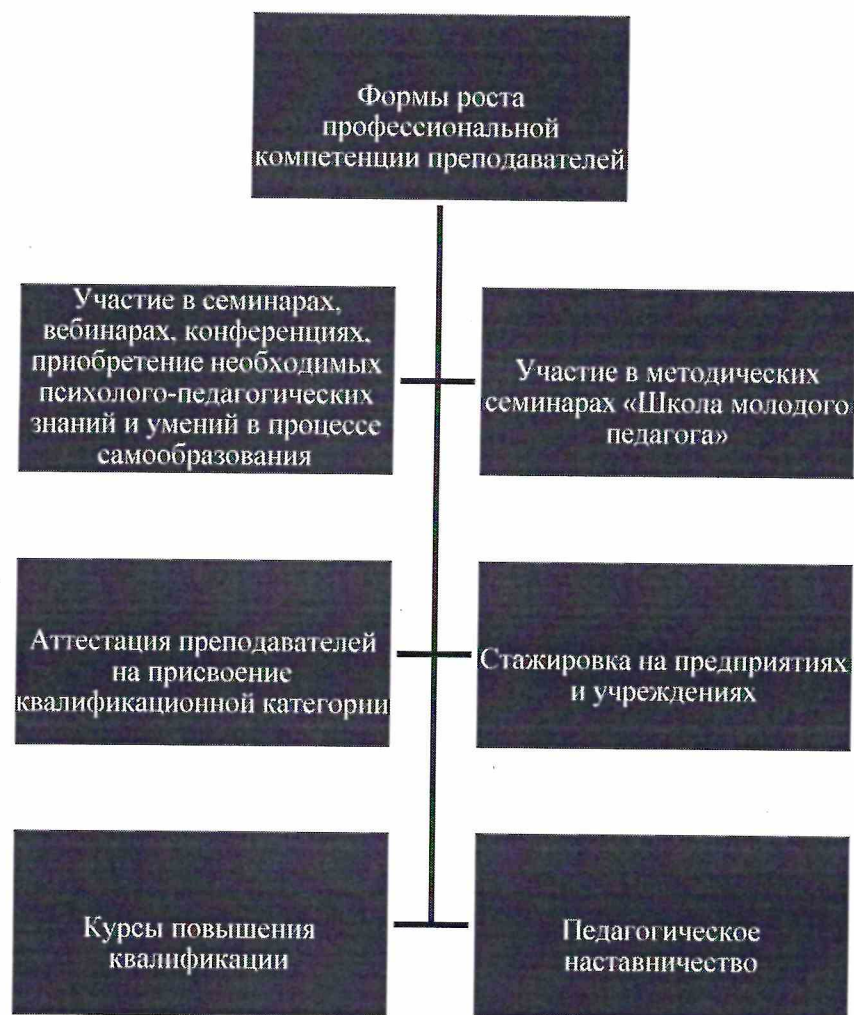 Формы роста
профессиональной
компетенции преподавателей
Участие в семинарах,
вебинарах, конференциях,
приобретение необходимых
психолого-педагогических
знаний и умений в процессе
самообразования
Участие в методических
семинарах «Школа молодого
педагога»
Аттестация преподавателей
на присвоение
квалификационной категории
Стажировка на предприятиях
и учреждениях
Курсы повышения
квалификации
Педагогическое
наставничество